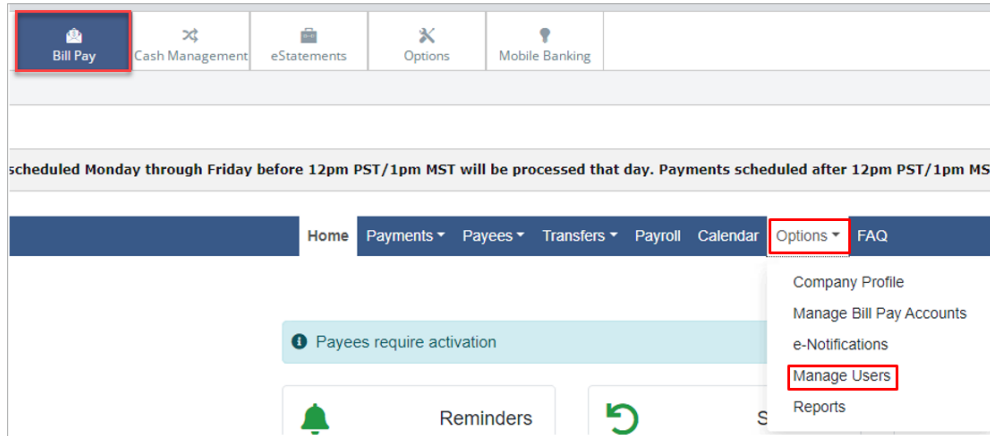 Bill Pay
Cash Management
eStatements
Options
Mobile Banking
scheduled Monday through Friday before 12pm PST/1pm MST will be processed that day. Payments scheduled after 12pm PST/1pm MS
Home Payments Payees Transfers Payroll Calendar Options FAQ
Company Profile
Manage Bill Pay Accounts
Payees require activation
e-Notifications
Manage Users
Reports
Reminders
S